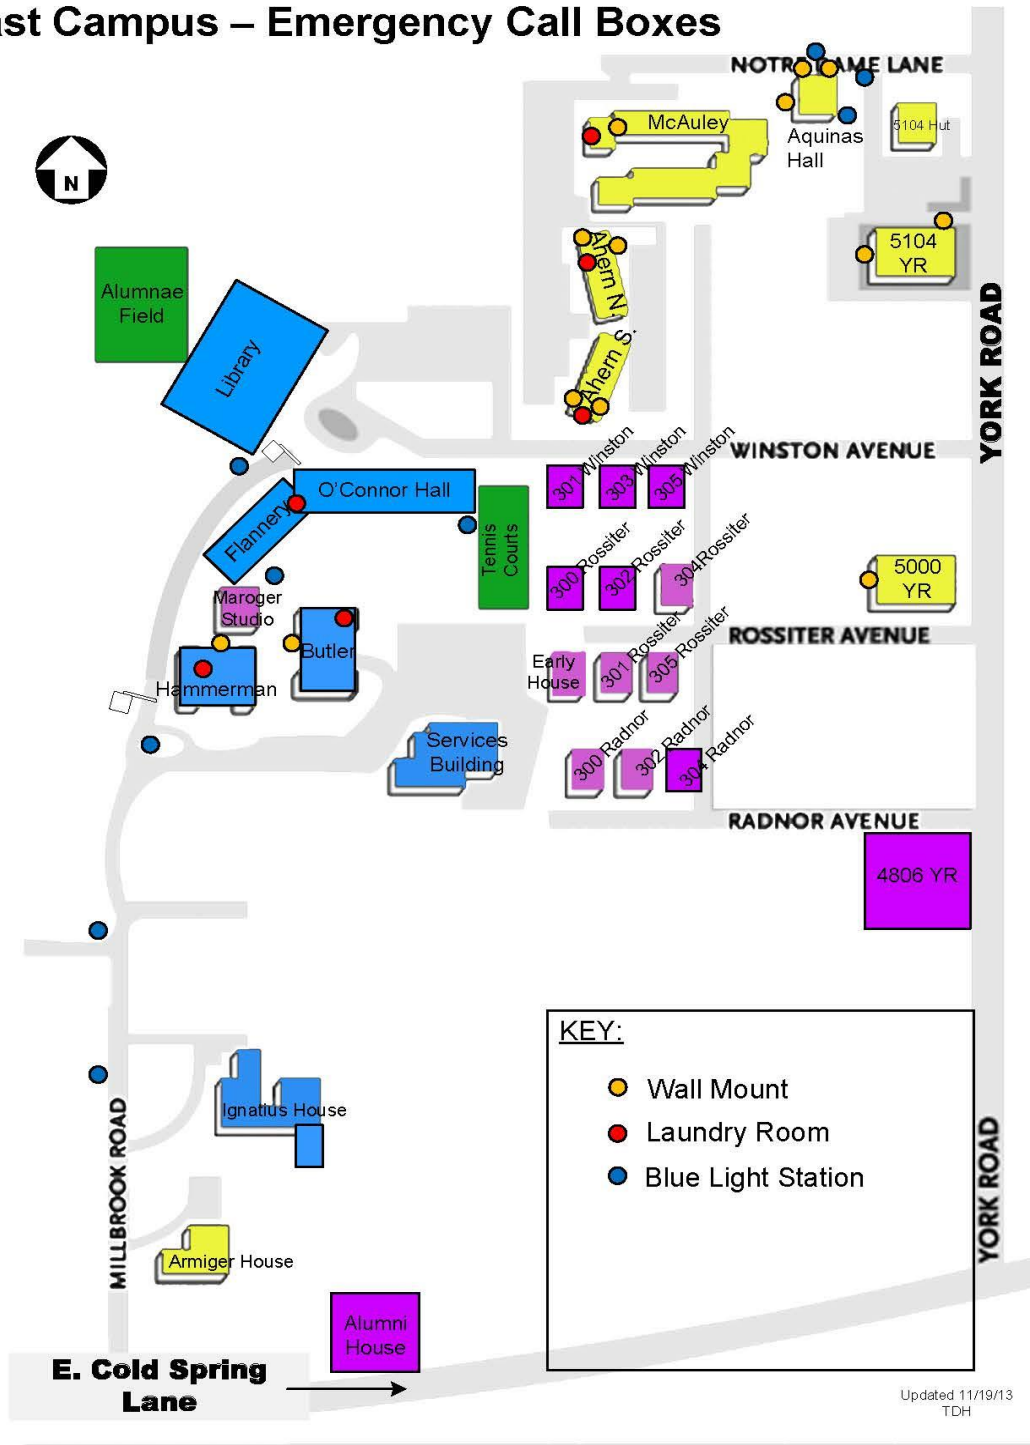 ast Campus – Emergency Call Boxes
NOTRE DAME LANE
McAuley
5104 Hut
Aquinas
Hall
N
5104
YR
Ahern N.
Alumnae
Field
YORK ROAD
Library
Ahern S.
WINSTON AVENUE
301 Winston
303 Winston
305 Winston
O'Connor Hall
Flannery
Tennis
Courts
300 Rossiter
302 Rossiter
304Rossiter
5000
YR
Maroger
Studio
ROSSITER AVENUE
Butler
Early
House
301 Rossiter
305 Rossiter
Hammerman
Services
Building
300 Radnor
302 Radnor
304 Radnor
RADNOR AVENUE
4806 YR
KEY:
Wall Mount
Laundry Room
Blue Light Station
Ignatius House
MILLBROOK ROAD
YORK ROAD
Armiger House
Alumni
House
E. Cold Spring
Lane
Updated 11/19/13
TDH